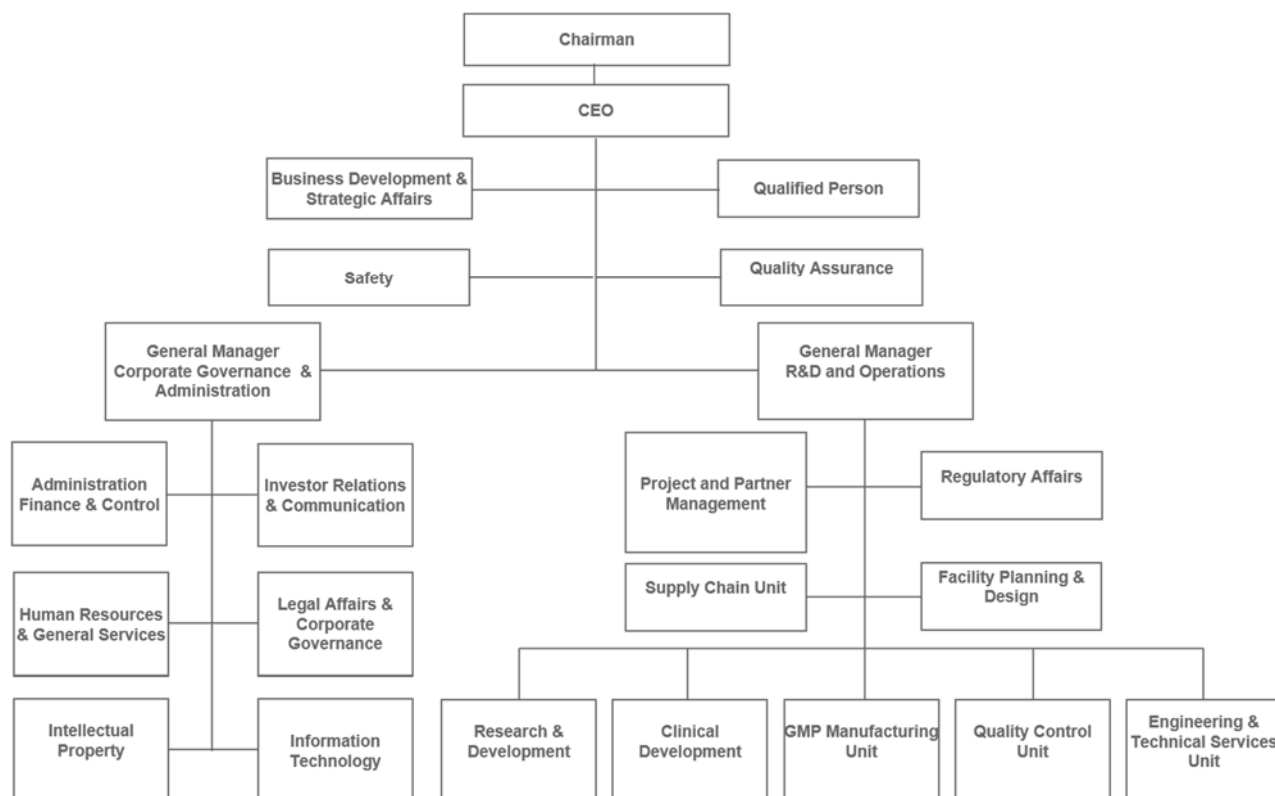 Chairman
CEO
Business Development &
Strategic Affairs
Qualified Person
Safety
Quality Assurance
General Manager
Corporate Governance &
Administration
General Manager
R&D and Operations
Administration
Finance & Control
Investor Relations
& Communication
Project and Partner
Management
Regulatory Affairs
Human Resources
& General Services
Legal Affairs &
Corporate
Governance
Supply Chain Unit
Facility Planning &
Design
Intellectual
Property
Information
Technology
Research &
Development
Clinical
Development
GMP Manufacturing
Unit
Quality Control
Unit
Engineering &
Technical Services
Unit